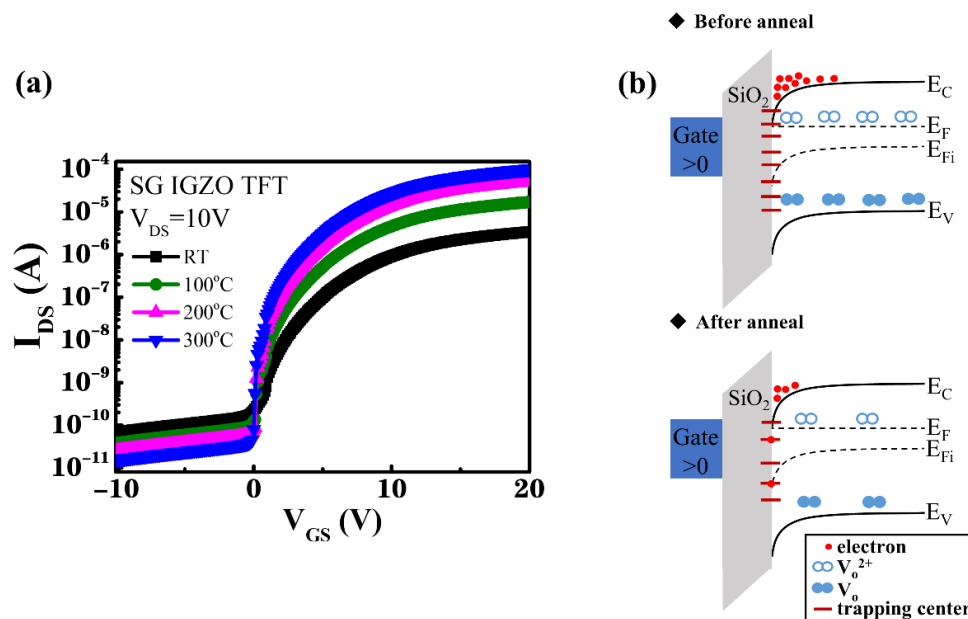 (a)
SG IGZO TFT
V_DS=10V
RT
100°C
200°C
300°C
I_DS (A)
10⁻⁴
10⁻⁵
10⁻⁶
10⁻⁷
10⁻⁸
10⁻⁹
10⁻¹⁰
10⁻¹¹
−10 0 10 20
V_GS (V)
(b)
◆ Before anneal
SiO₂
Gate
>0
E_C
E_F
E_Fi
E_V
◆ After anneal
SiO₂
Gate
>0
E_C
E_F
E_Fi
E_V
electron
V_o²⁺
V_o
trapping center